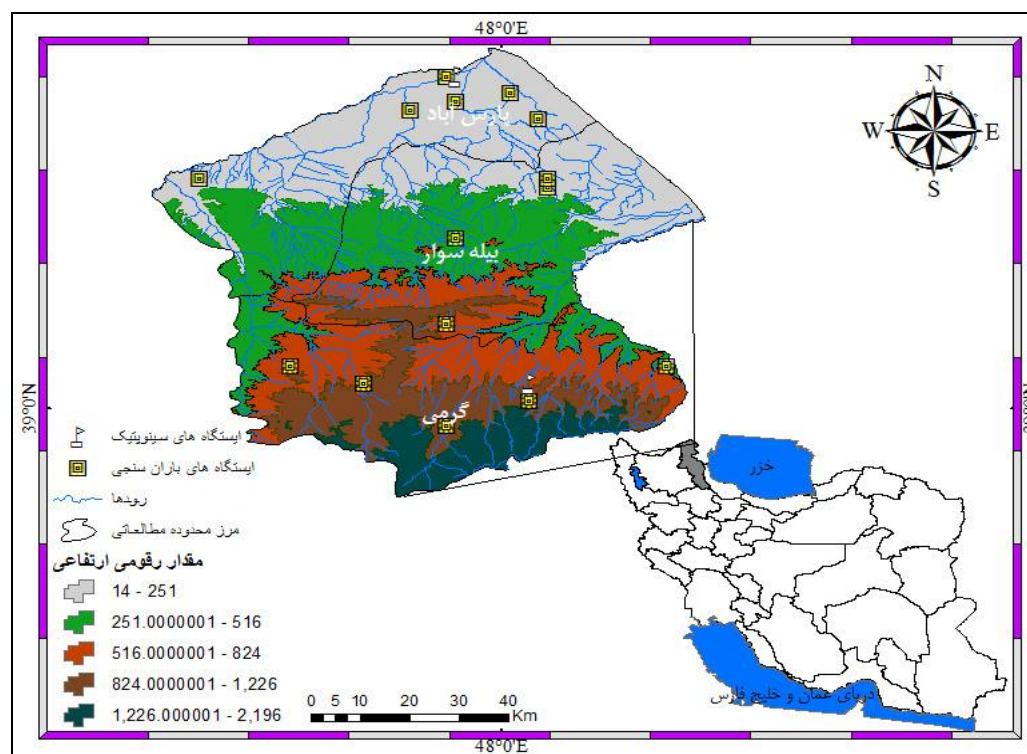 48°0'E
N
W E
S
پارس آباد
بیله سوار
گرمی
39°0'N
ایستگاه های سینوپتیک
ایستگاه های باران سنجی
رودها
مرز محدوده مطالعاتی
مقدار رقومی ارتفاعی
14 - 251
251.0000001 - 516
516.0000001 - 824
824.0000001 - 1,226
1,226.000001 - 2,196
0 5 10 20 30 40
Km
خزر
دریای عمان و خلیج فارس
48°0'E